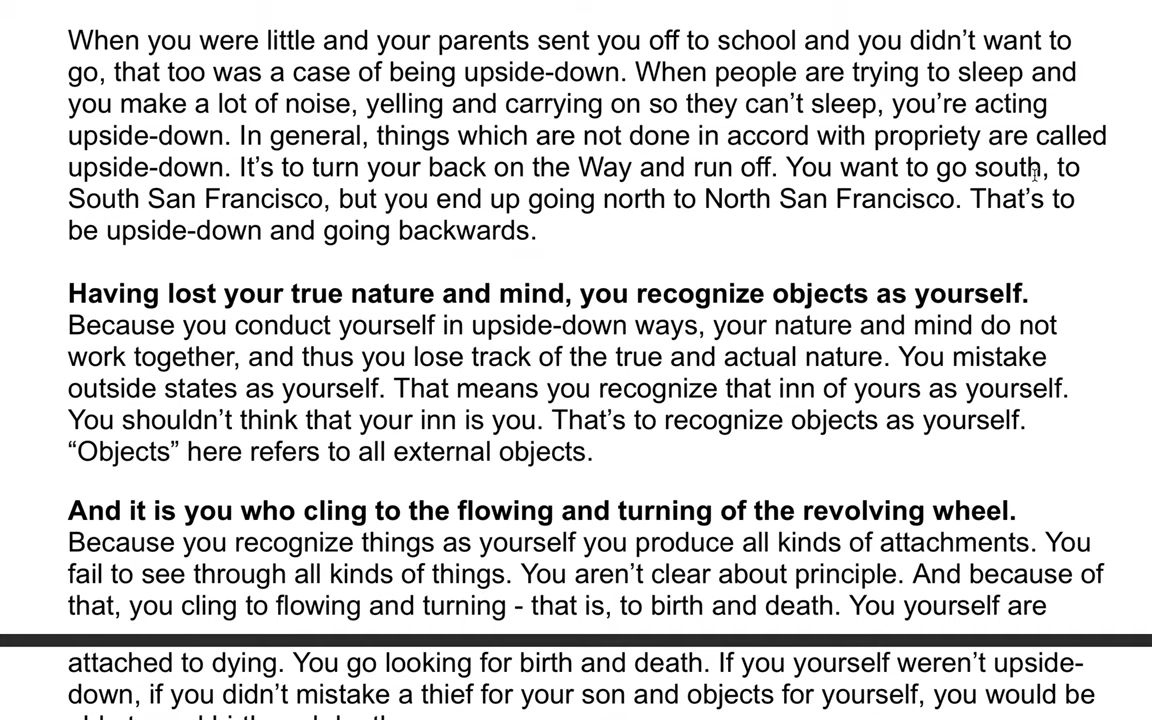 When you were little and your parents sent you off to school and you didn’t want to
go, that too was a case of being upside-down. When people are trying to sleep and
you make a lot of noise, yelling and carrying on so they can’t sleep, you’re acting
upside-down. In general, things which are not done in accord with propriety are called
upside-down. It’s to turn your back on the Way and run off. You want to go south, to
South San Francisco, but you end up going north to North San Francisco. That’s to
be upside-down and going backwards.
Having lost your true nature and mind, you recognize objects as yourself.
Because you conduct yourself in upside-down ways, your nature and mind do not
work together, and thus you lose track of the true and actual nature. You mistake
outside states as yourself. That means you recognize that inn of yours as yourself.
You shouldn’t think that your inn is you. That’s to recognize objects as yourself.
“Objects” here refers to all external objects.
And it is you who cling to the flowing and turning of the revolving wheel.
Because you recognize things as yourself you produce all kinds of attachments. You
fail to see through all kinds of things. You aren’t clear about principle. And because of
that, you cling to flowing and turning - that is, to birth and death. You yourself are
attached to dying. You go looking for birth and death. If you yourself weren’t upside-
down, if you didn’t mistake a thief for your son and objects for yourself, you would be